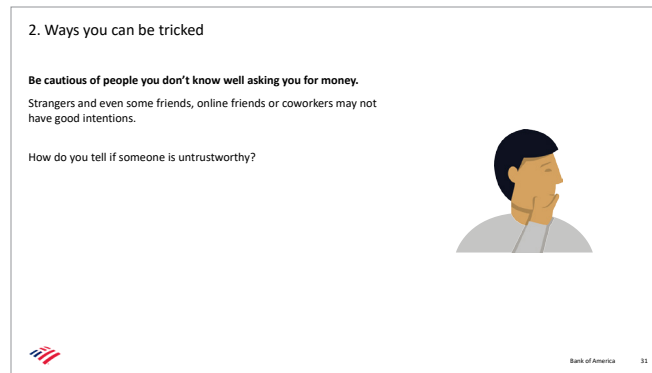 2. Ways you can be tricked
Be cautious of people you don’t know well asking you for money.
Strangers and even some friends, online friends or coworkers may not
have good intentions.
How do you tell if someone is untrustworthy?
Bank of America 31